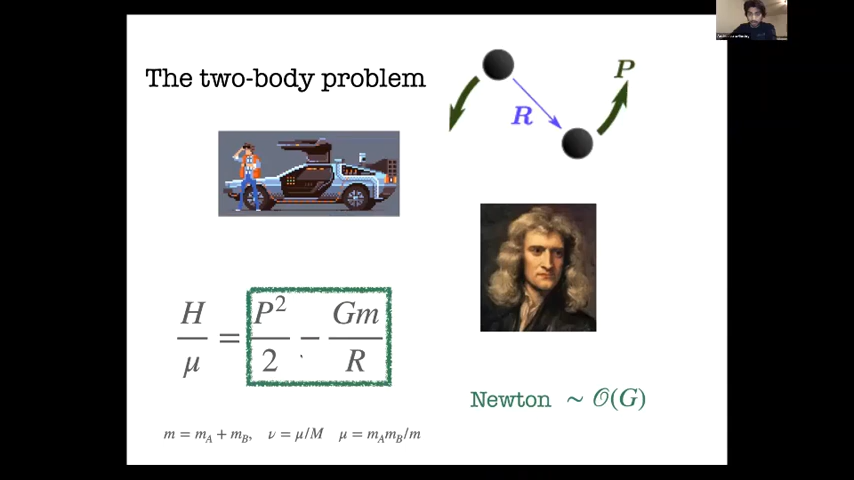 The two-body problem
P
R
H/μ = P²/2 − Gm/R
Newton ~ 𝒪(G)
m = m_A + m_B, ν = μ/M μ = m_A m_B/m